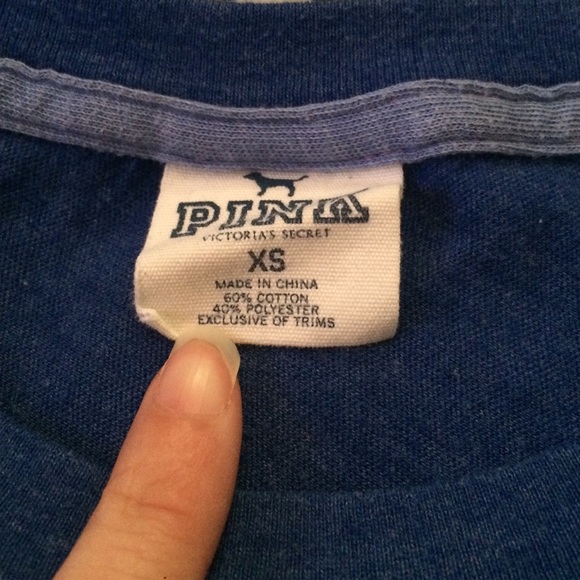 PINK
VICTORIA'S SECRET
XS
MADE IN CHINA
60% COTTON
40% POLYESTER
EXCLUSIVE OF TRIMS